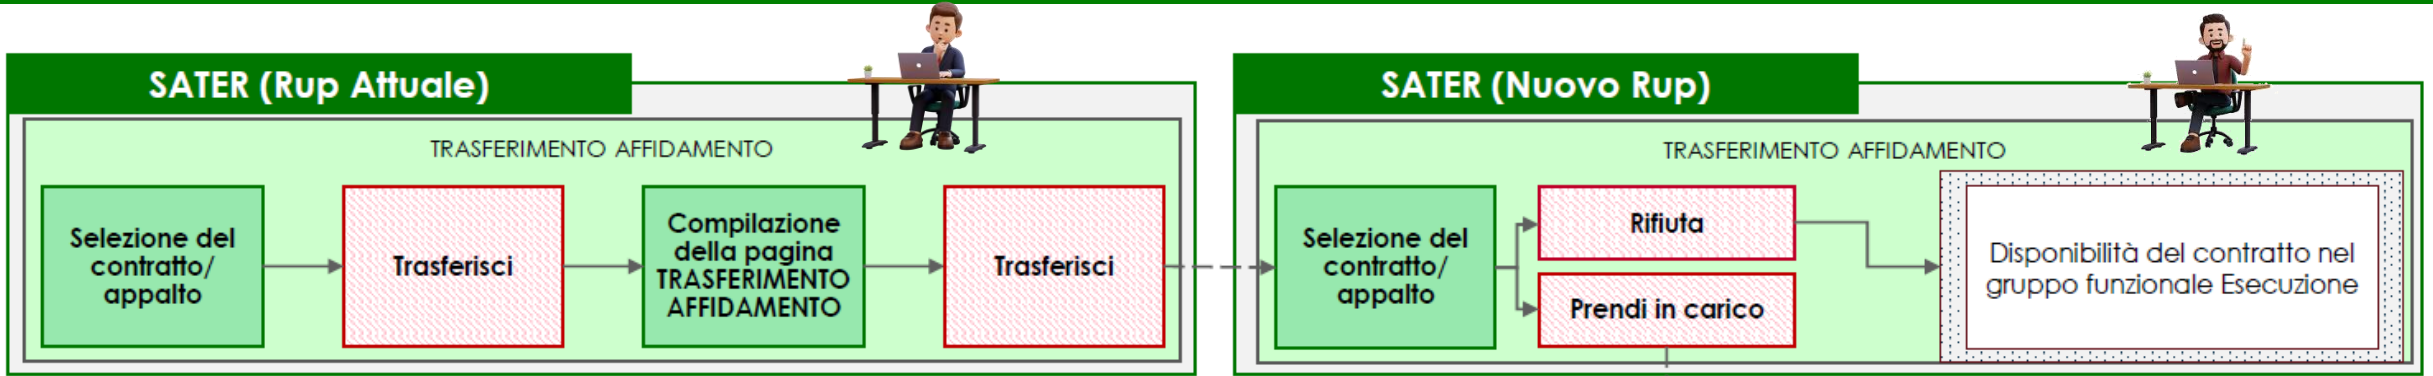 SATER (Rup Attuale)
TRASFERIMENTO AFFIDAMENTO
Selezione del
contratto/
appalto
Trasferisci
Compilazione
della pagina
TRASFERIMENTO
AFFIDAMENTO
Trasferisci
SATER (Nuovo Rup)
TRASFERIMENTO AFFIDAMENTO
Selezione del
contratto/
appalto
Rifiuta
Prendi in carico
Disponibilità del contratto nel
gruppo funzionale Esecuzione